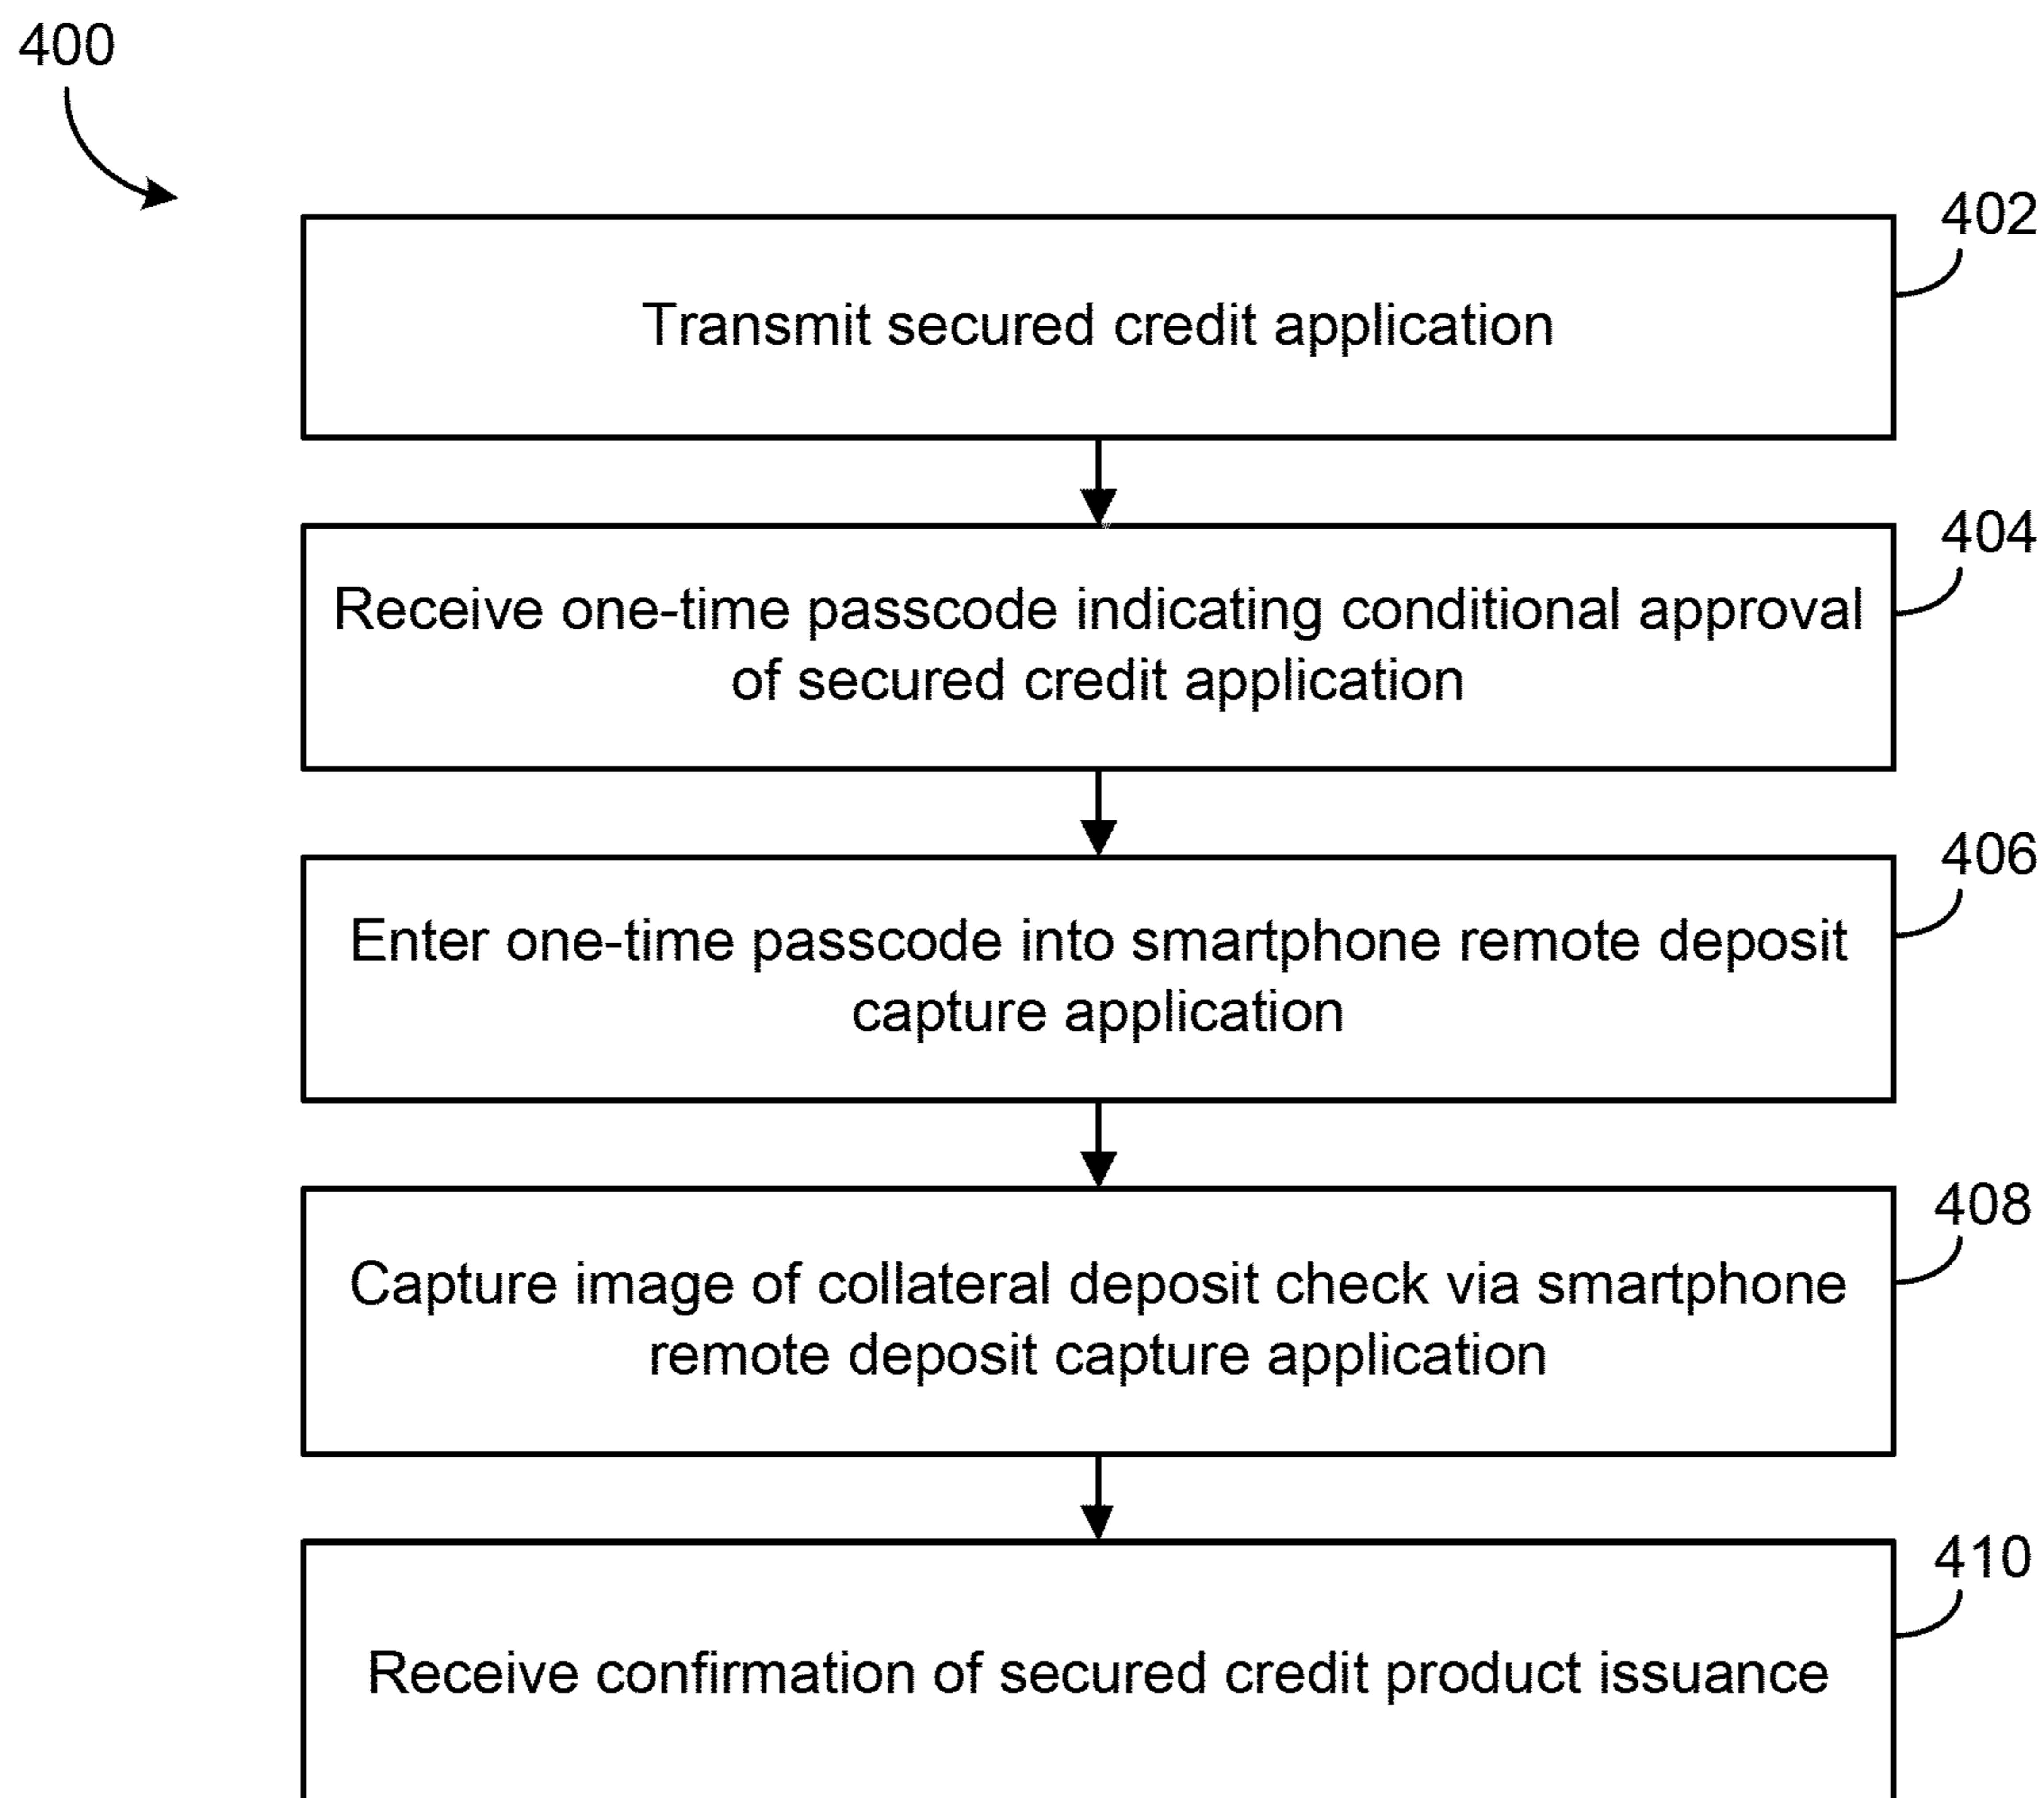 400
402
Transmit secured credit application
404
Receive one-time passcode indicating conditional approval
of secured credit application
406
Enter one-time passcode into smartphone remote deposit
capture application
408
Capture image of collateral deposit check via smartphone
remote deposit capture application
410
Receive confirmation of secured credit product issuance